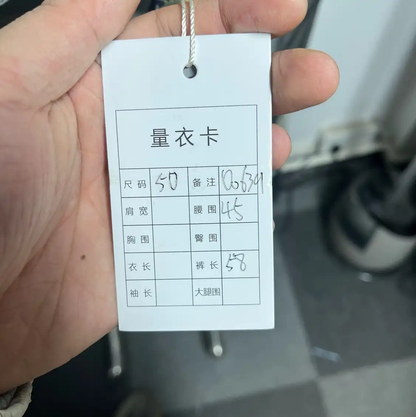 量衣卡
尺码 50 备注 00639
肩宽 腰围 45
胸围 臀围
衣长 裤长 58
袖长 大腿围